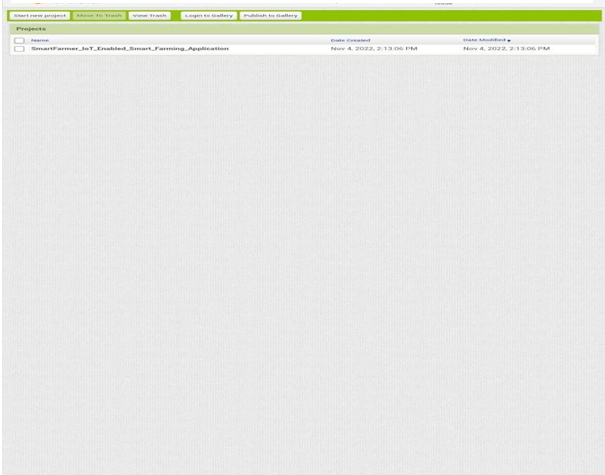 Start new project Move To Trash View Trash Login to Gallery Publish to Gallery
Projects
Name Date Created Date Modified
SmartFarmer_IoT_Enabled_Smart_Farming_Application Nov 4, 2022, 2:13:06 PM Nov 4, 2022, 2:13:06 PM